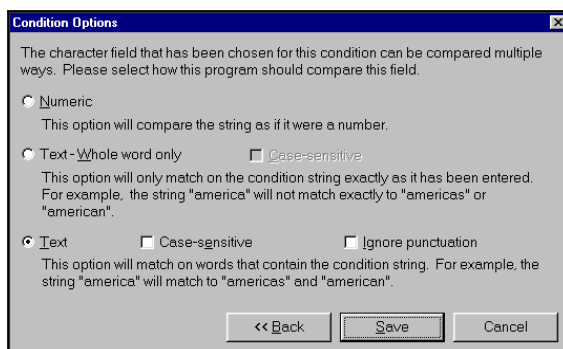 Condition Options
The character field that has been chosen for this condition can be compared multiple
ways. Please select how this program should compare this field.
Numeric
This option will compare the string as if it were a number.
Text - Whole word only Case-sensitive
This option will only match on the condition string exactly as it has been entered.
For example, the string "america" will not match exactly to "americas" or
"american".
Text Case-sensitive Ignore punctuation
This option will match on words that contain the condition string. For example, the
string "america" will match to "americas" and "american".
<< Back Save Cancel